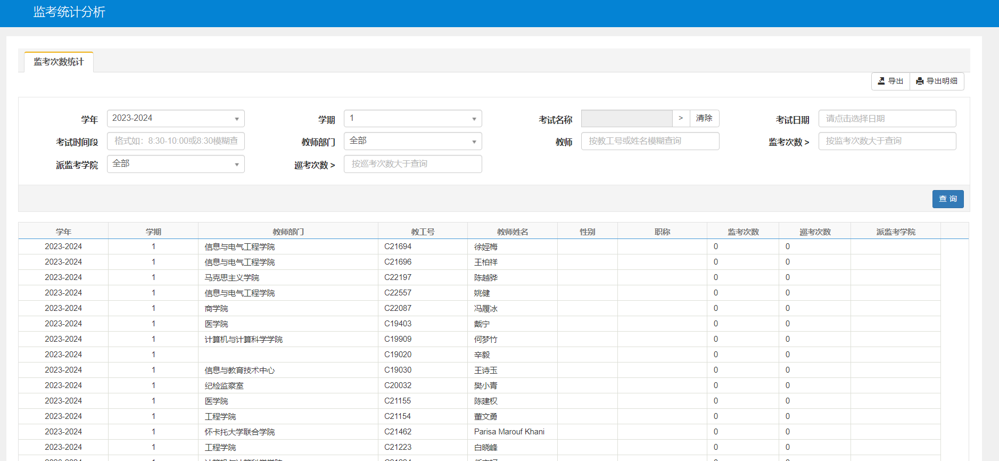 监考统计分析
监考次数统计
导出 导出明细
学年 2023-2024 学期 1 考试名称 > 清除 考试日期 请点击选择日期
考试时间段 格式如：8:30-10:00或8:30模糊查 教师部门 全部 教师 按教工号或姓名模糊查询 监考次数 > 按监考次数大于查询
派监考学院 全部 巡考次数 > 按巡考次数大于查询
查 询
学年 学期 教师部门 教工号 教师姓名 性别 职称 监考次数 巡考次数 派监考学院
2023-2024 1 信息与电气工程学院 C21694 徐娙梅 0 0
2023-2024 1 信息与电气工程学院 C21696 王柏祥 0 0
2023-2024 1 马克思主义学院 C22197 陈越骅 0 0
2023-2024 1 信息与电气工程学院 C22557 姚健 0 0
2023-2024 1 商学院 C22087 冯履冰 0 0
2023-2024 1 医学院 C19403 戴宁 0 0
2023-2024 1 计算机与计算科学学院 C19909 何梦竹 0 0
2023-2024 1 C19020 辛毅 0 0
2023-2024 1 信息与教育技术中心 C19030 王诗玉 0 0
2023-2024 1 纪检监察室 C20032 樊小青 0 0
2023-2024 1 医学院 C21155 陈建权 0 0
2023-2024 1 工程学院 C21154 董文勇 0 0
2023-2024 1 怀卡托大学联合学院 C21462 Parisa Marouf Khani 0 0
2023-2024 1 工程学院 C21223 白晓峰 0 0